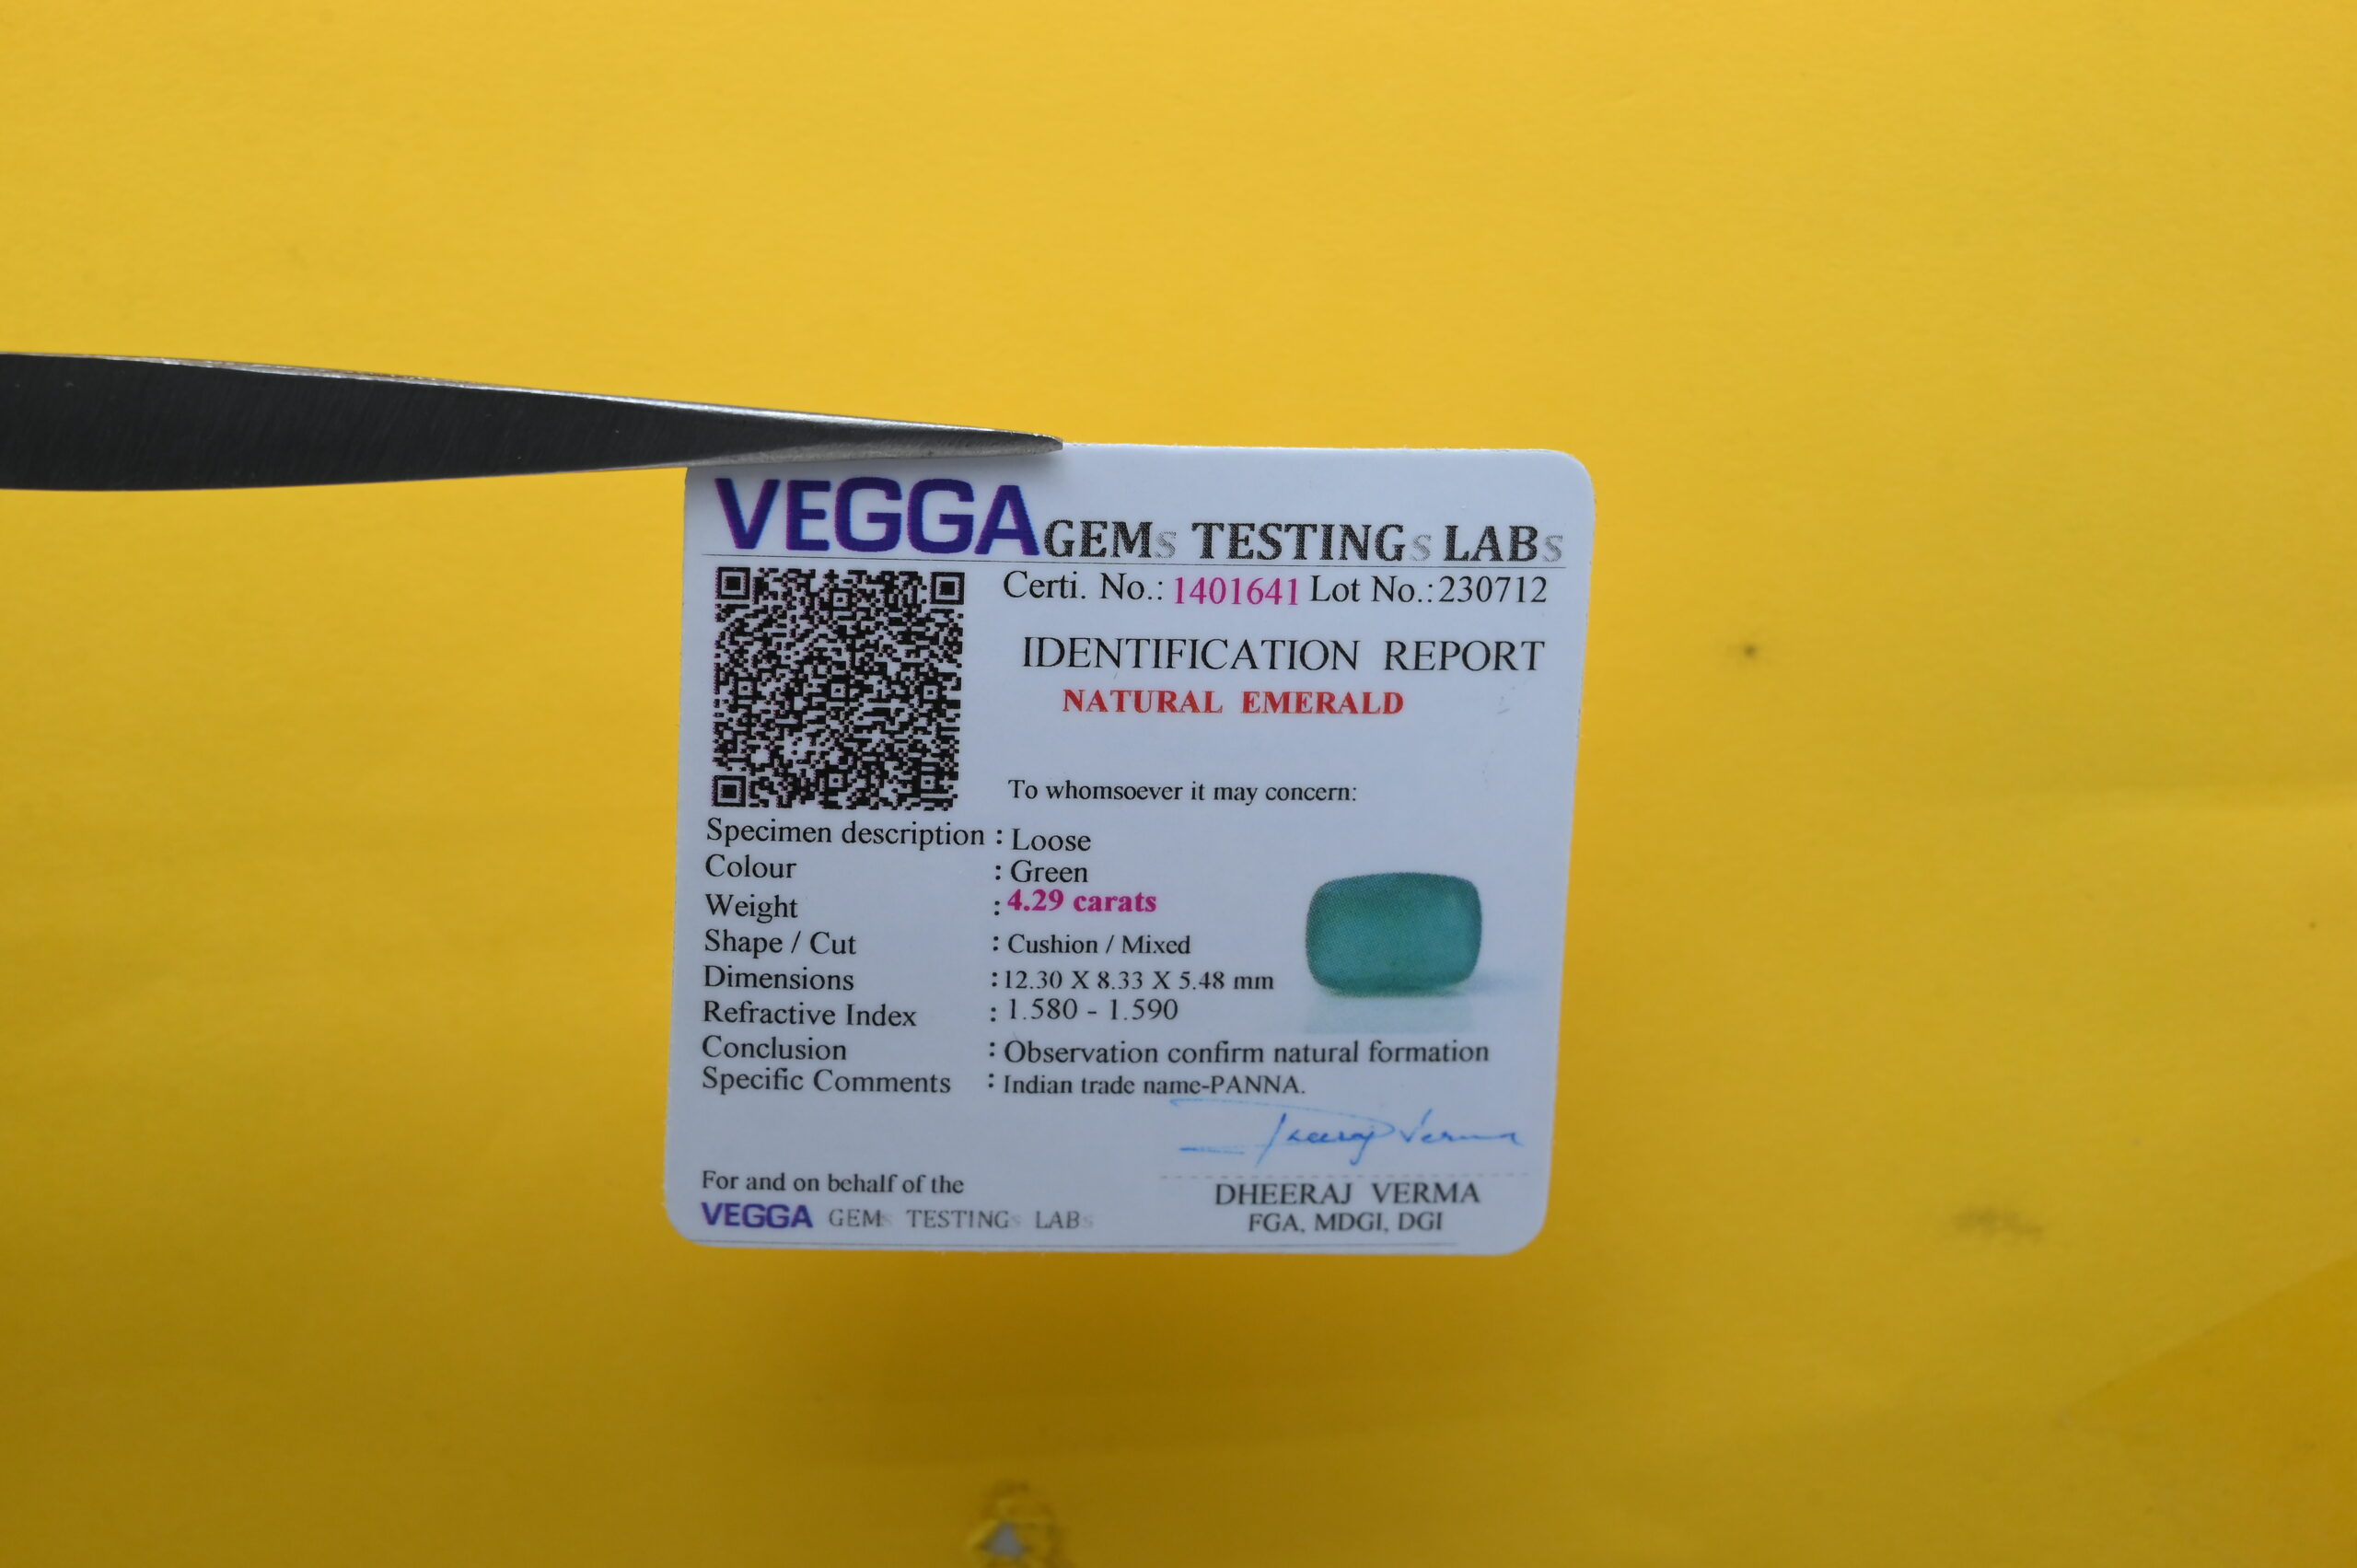 VEGGA GEMs TESTINGs LABs
Certi. No.: 1401641 Lot No.:230712
IDENTIFICATION REPORT
NATURAL EMERALD
To whomsoever it may concern:
Specimen description : Loose
Colour : Green
Weight : 4.29 carats
Shape / Cut : Cushion / Mixed
Dimensions : 12.30 X 8.33 X 5.48 mm
Refractive Index : 1.580 - 1.590
Conclusion : Observation confirm natural formation
Specific Comments : Indian trade name-PANNA.
Dheeraj Verma
For and on behalf of the
VEGGA GEMs TESTINGs LABs
DHEERAJ VERMA
FGA, MDGI, DGI